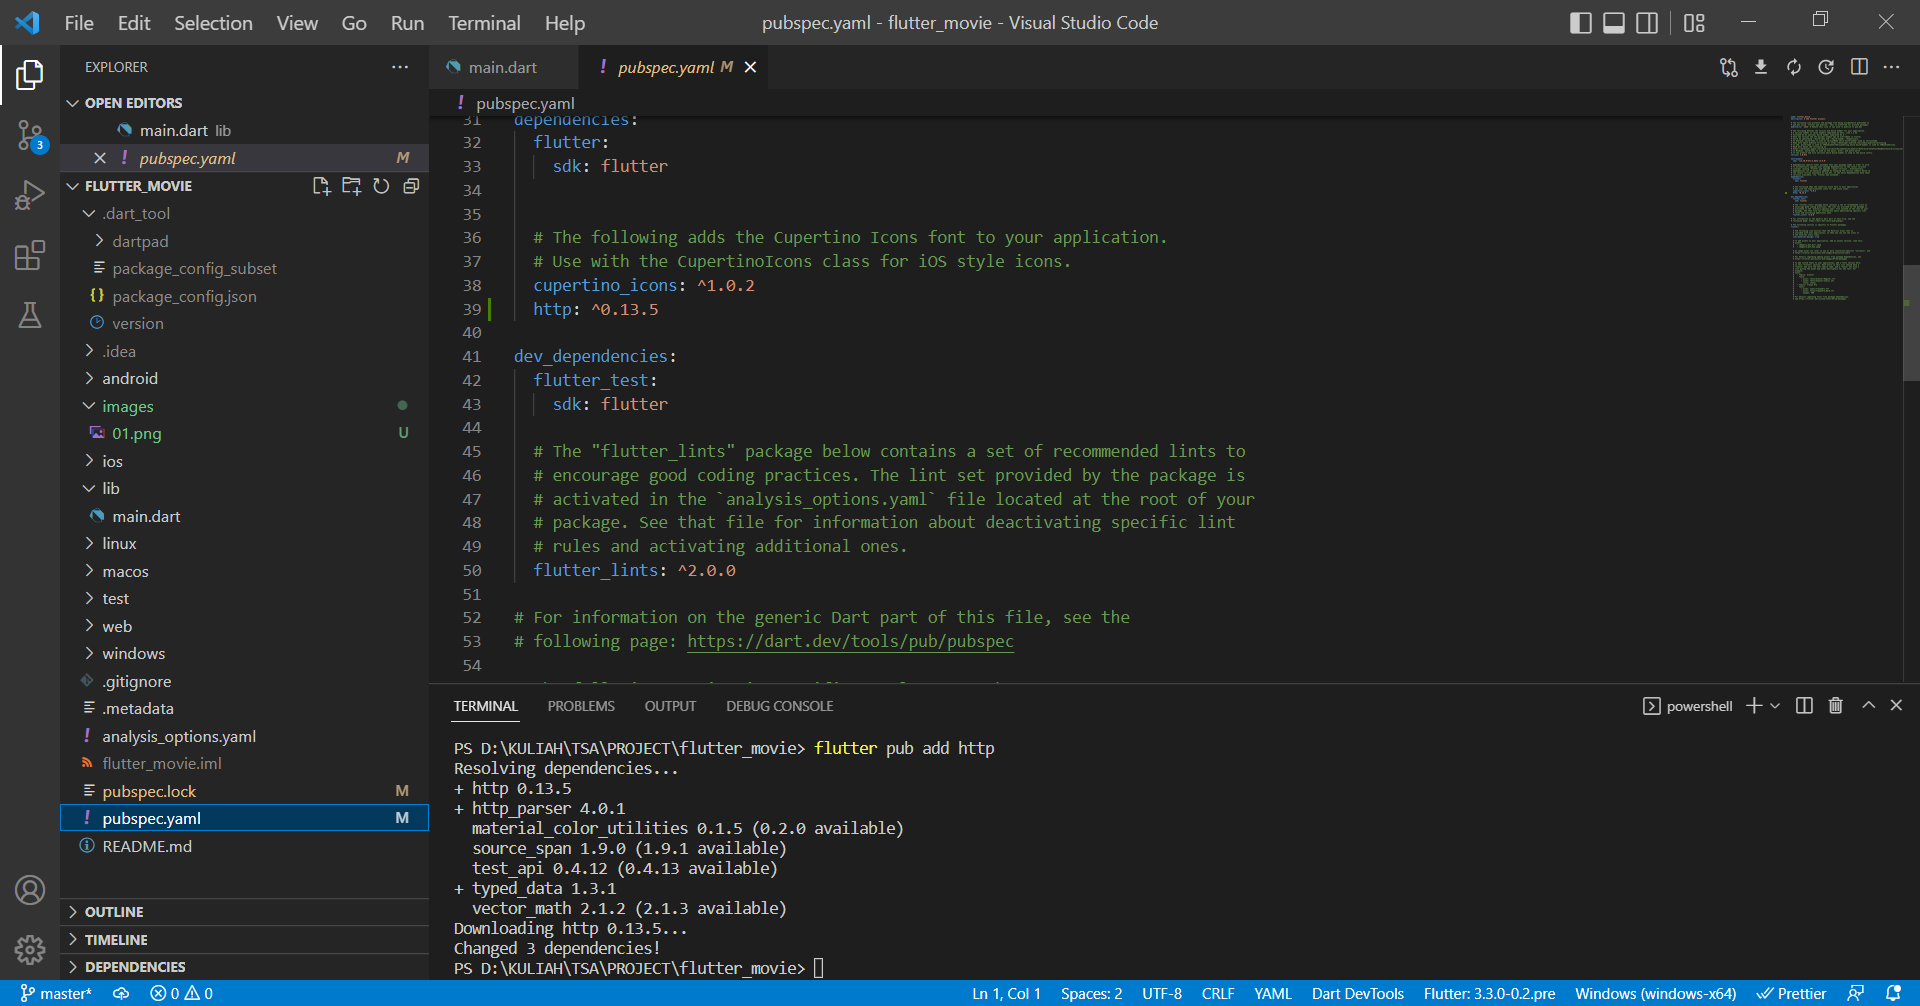 File Edit Selection View Go Run Terminal Help
pubspec.yaml - flutter_movie - Visual Studio Code
EXPLORER
OPEN EDITORS
main.dart lib
pubspec.yaml M
FLUTTER_MOVIE
.dart_tool
dartpad
package_config_subset
package_config.json
version
.idea
android
images
01.png U
ios
lib
main.dart
linux
macos
test
web
windows
.gitignore
.metadata
analysis_options.yaml
flutter_movie.iml
pubspec.lock M
pubspec.yaml M
README.md
OUTLINE
TIMELINE
DEPENDENCIES
3
main.dart
pubspec.yaml M
pubspec.yaml
31 dependencies:
32 flutter:
33 sdk: flutter
34
35
36 # The following adds the Cupertino Icons font to your application.
37 # Use with the CupertinoIcons class for iOS style icons.
38 cupertino_icons: ^1.0.2
39 http: ^0.13.5
40
41 dev_dependencies:
42 flutter_test:
43 sdk: flutter
44
45 # The "flutter_lints" package below contains a set of recommended lints to
46 # encourage good coding practices. The lint set provided by the package is
47 # activated in the `analysis_options.yaml` file located at the root of your
48 # package. See that file for information about deactivating specific lint
49 # rules and activating additional ones.
50 flutter_lints: ^2.0.0
51
52 # For information on the generic Dart part of this file, see the
53 # following page: https://dart.dev/tools/pub/pubspec
54
TERMINAL PROBLEMS OUTPUT DEBUG CONSOLE
powershell
PS D:\KULIAH\TSA\PROJECT\flutter_movie> flutter pub add http
Resolving dependencies...
+ http 0.13.5
+ http_parser 4.0.1
material_color_utilities 0.1.5 (0.2.0 available)
source_span 1.9.0 (1.9.1 available)
test_api 0.4.12 (0.4.13 available)
+ typed_data 1.3.1
vector_math 2.1.2 (2.1.3 available)
Downloading http 0.13.5...
Changed 3 dependencies!
PS D:\KULIAH\TSA\PROJECT\flutter_movie>
master* 0 0
Ln 1, Col 1 Spaces: 2 UTF-8 CRLF YAML Dart DevTools Flutter: 3.3.0-0.2.pre Windows (windows-x64) Prettier